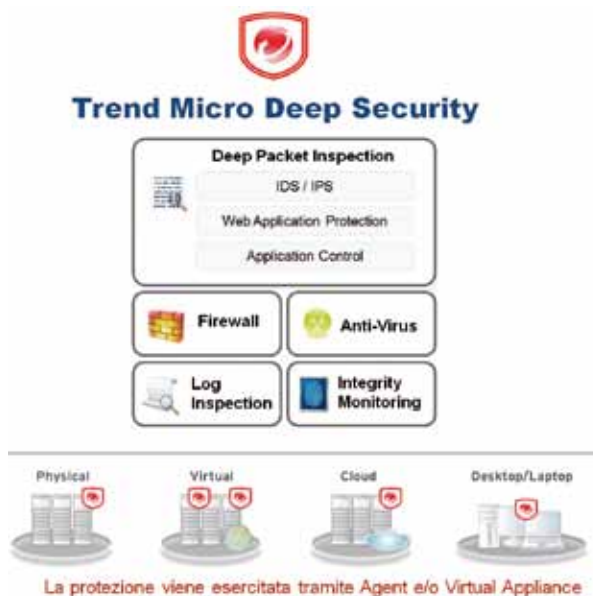 Trend Micro Deep Security
Deep Packet Inspection
IDS / IPS
Web Application Protection
Application Control
Firewall
Anti-Virus
Log
Inspection
Integrity
Monitoring
Physical
Virtual
Cloud
Desktop/Laptop
La protezione viene esercitata tramite Agent e/o Virtual Appliance